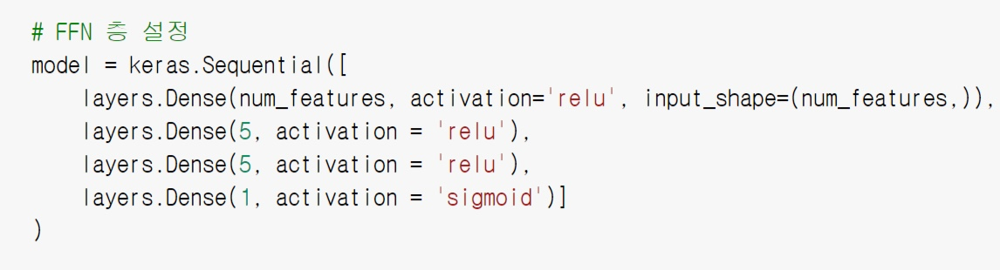 # FFN 층 설정
model = keras.Sequential([
    layers.Dense(num_features, activation='relu', input_shape=(num_features,)),
    layers.Dense(5, activation = 'relu'),
    layers.Dense(5, activation = 'relu'),
    layers.Dense(1, activation = 'sigmoid')]
)